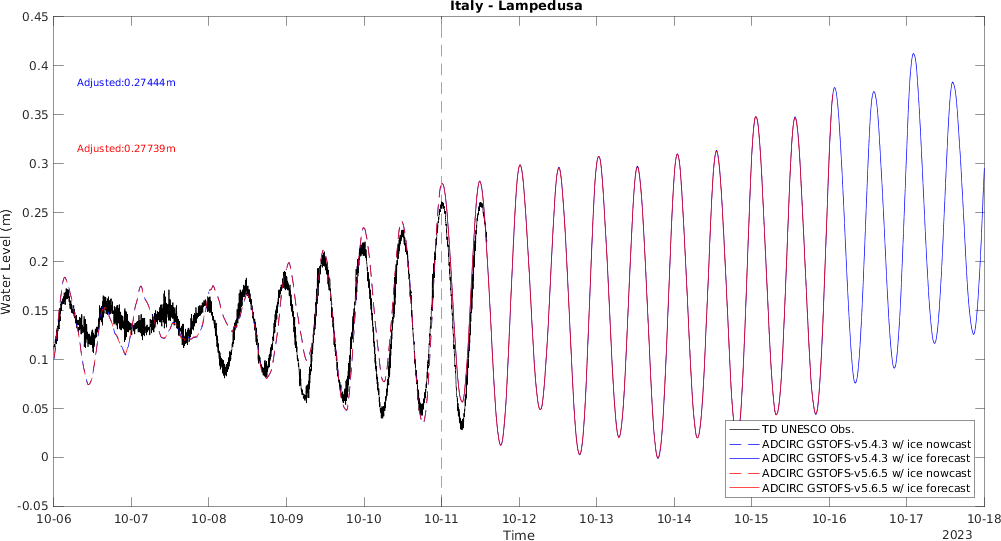 Italy - Lampedusa
0.45
0.4
0.35
0.3
0.25
0.2
0.15
0.1
0.05
0
-0.05
Water Level (m)
Adjusted:0.27444m
Adjusted:0.27739m
TD UNESCO Obs.
ADCIRC GSTOFS-v5.4.3 w/ ice nowcast
ADCIRC GSTOFS-v5.4.3 w/ ice forecast
ADCIRC GSTOFS-v5.6.5 w/ ice nowcast
ADCIRC GSTOFS-v5.6.5 w/ ice forecast
10-06 10-07 10-08 10-09 10-10 10-11 10-12 10-13 10-14 10-15 10-16 10-17 10-18
Time
2023